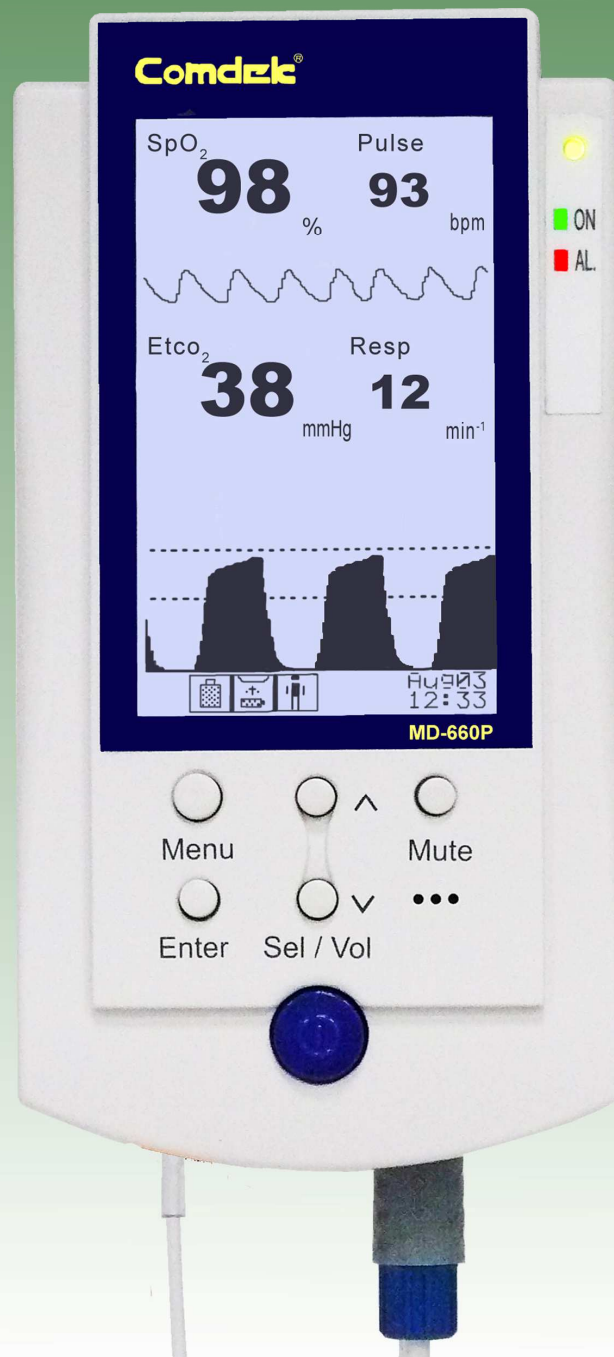 Comdek®
SpO2 Pulse
98 % 93 bpm
Etco2 Resp
38 mmHg 12 min-1
Aug03
12:33
MD-660P
ON
AL.
Menu
Mute
Enter
Sel / Vol